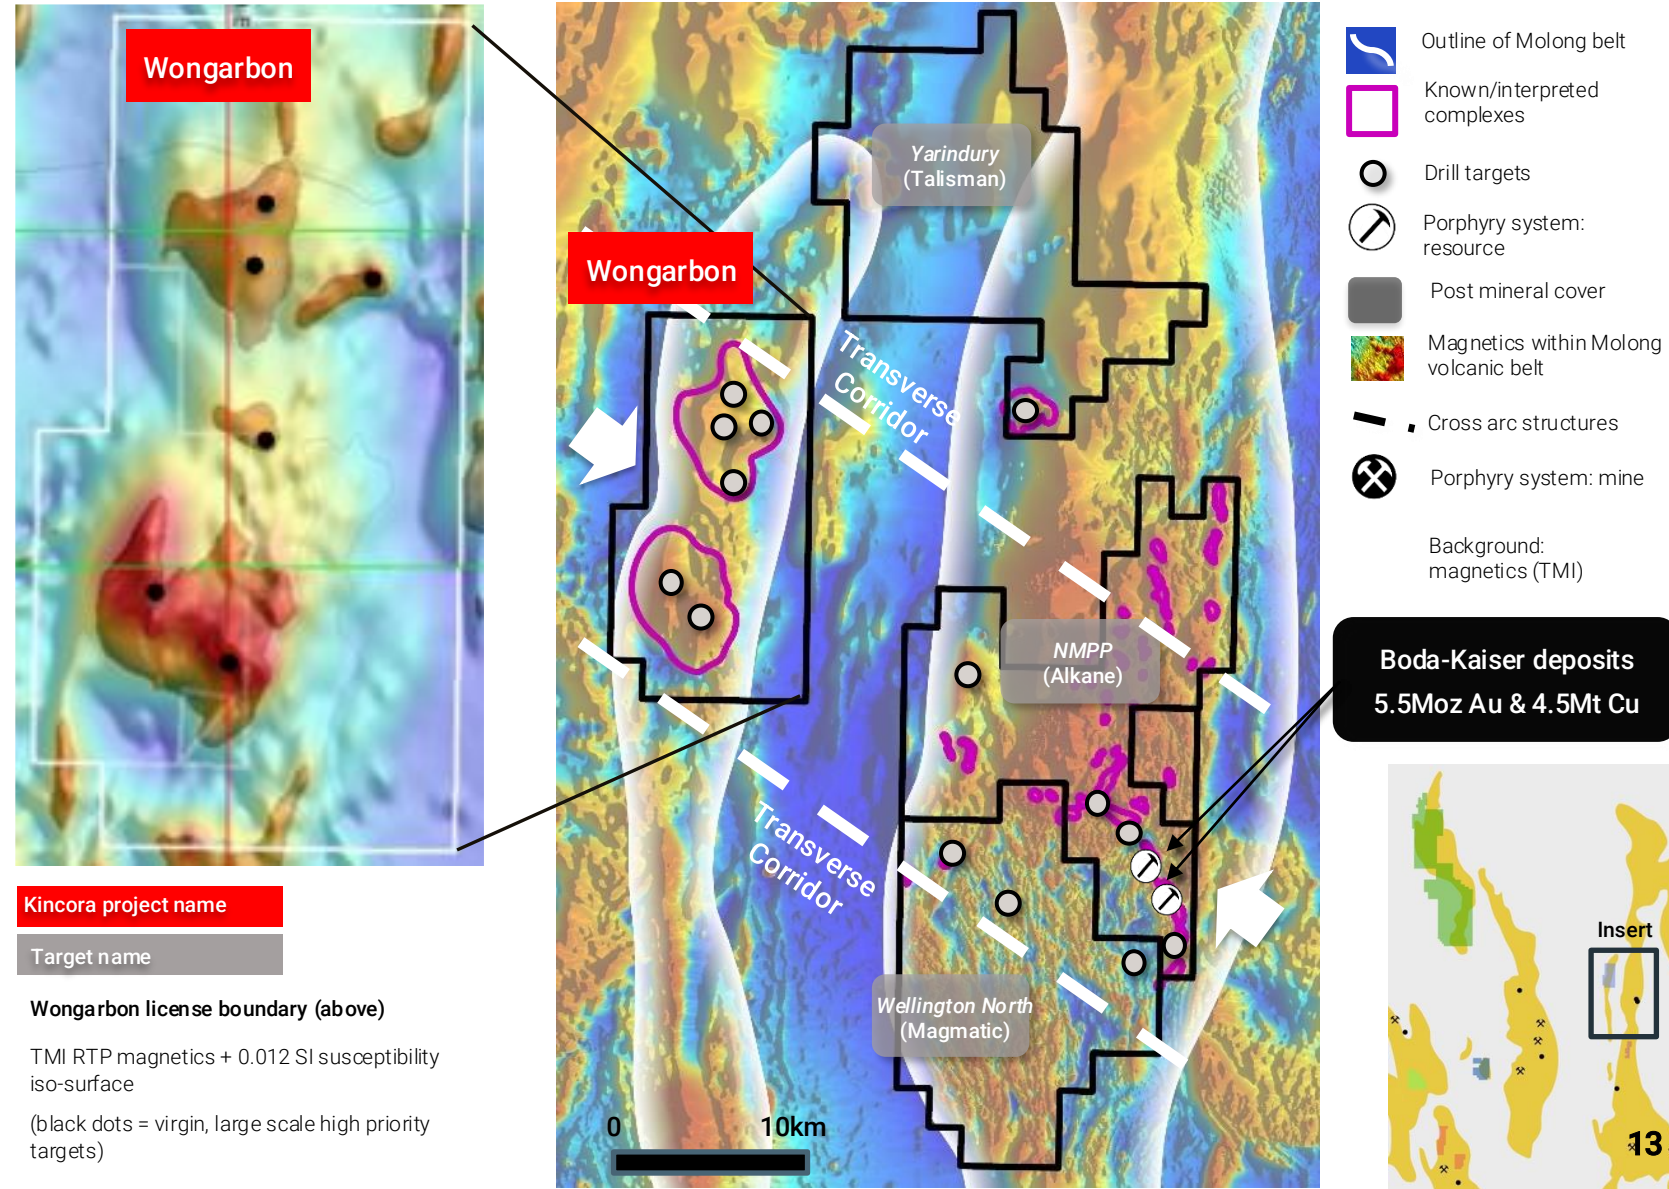 Wongarbon
Kincora project name
Target name
Wongarbon license boundary (above)
TMI RTP magnetics + 0.012 SI susceptibility
iso-surface
(black dots = virgin, large scale high priority
targets)
Yarindury
(Talisman)
Wongarbon
Transverse
Corridor
NMPP
(Alkane)
Transverse
Corridor
Wellington North
(Magmatic)
0 10km
Outline of Molong belt
Known/interpreted
complexes
Drill targets
Porphyry system:
resource
Post mineral cover
Magnetics within Molong
volcanic belt
Cross arc structures
Porphyry system: mine
Background:
magnetics (TMI)
Boda-Kaiser deposits
5.5Moz Au & 4.5Mt Cu
Insert
13